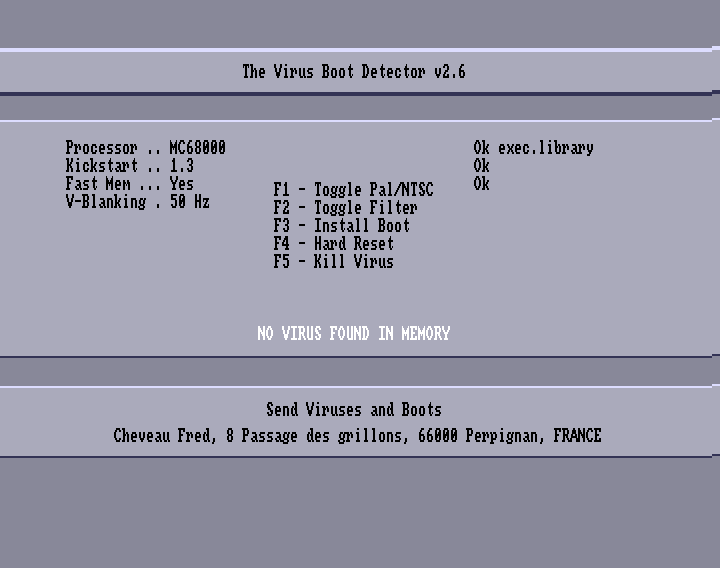 The Virus Boot Detector v2.6
Processor .. MC68000
Kickstart .. 1.3
Fast Mem ... Yes
V-Blanking . 50 Hz
F1 - Toggle Pal/NTSC
F2 - Toggle Filter
F3 - Install Boot
F4 - Hard Reset
F5 - Kill Virus
Ok exec.library
Ok
Ok
NO VIRUS FOUND IN MEMORY
Send Viruses and Boots
Cheveau Fred, 8 Passage des grillons, 66000 Perpignan, FRANCE